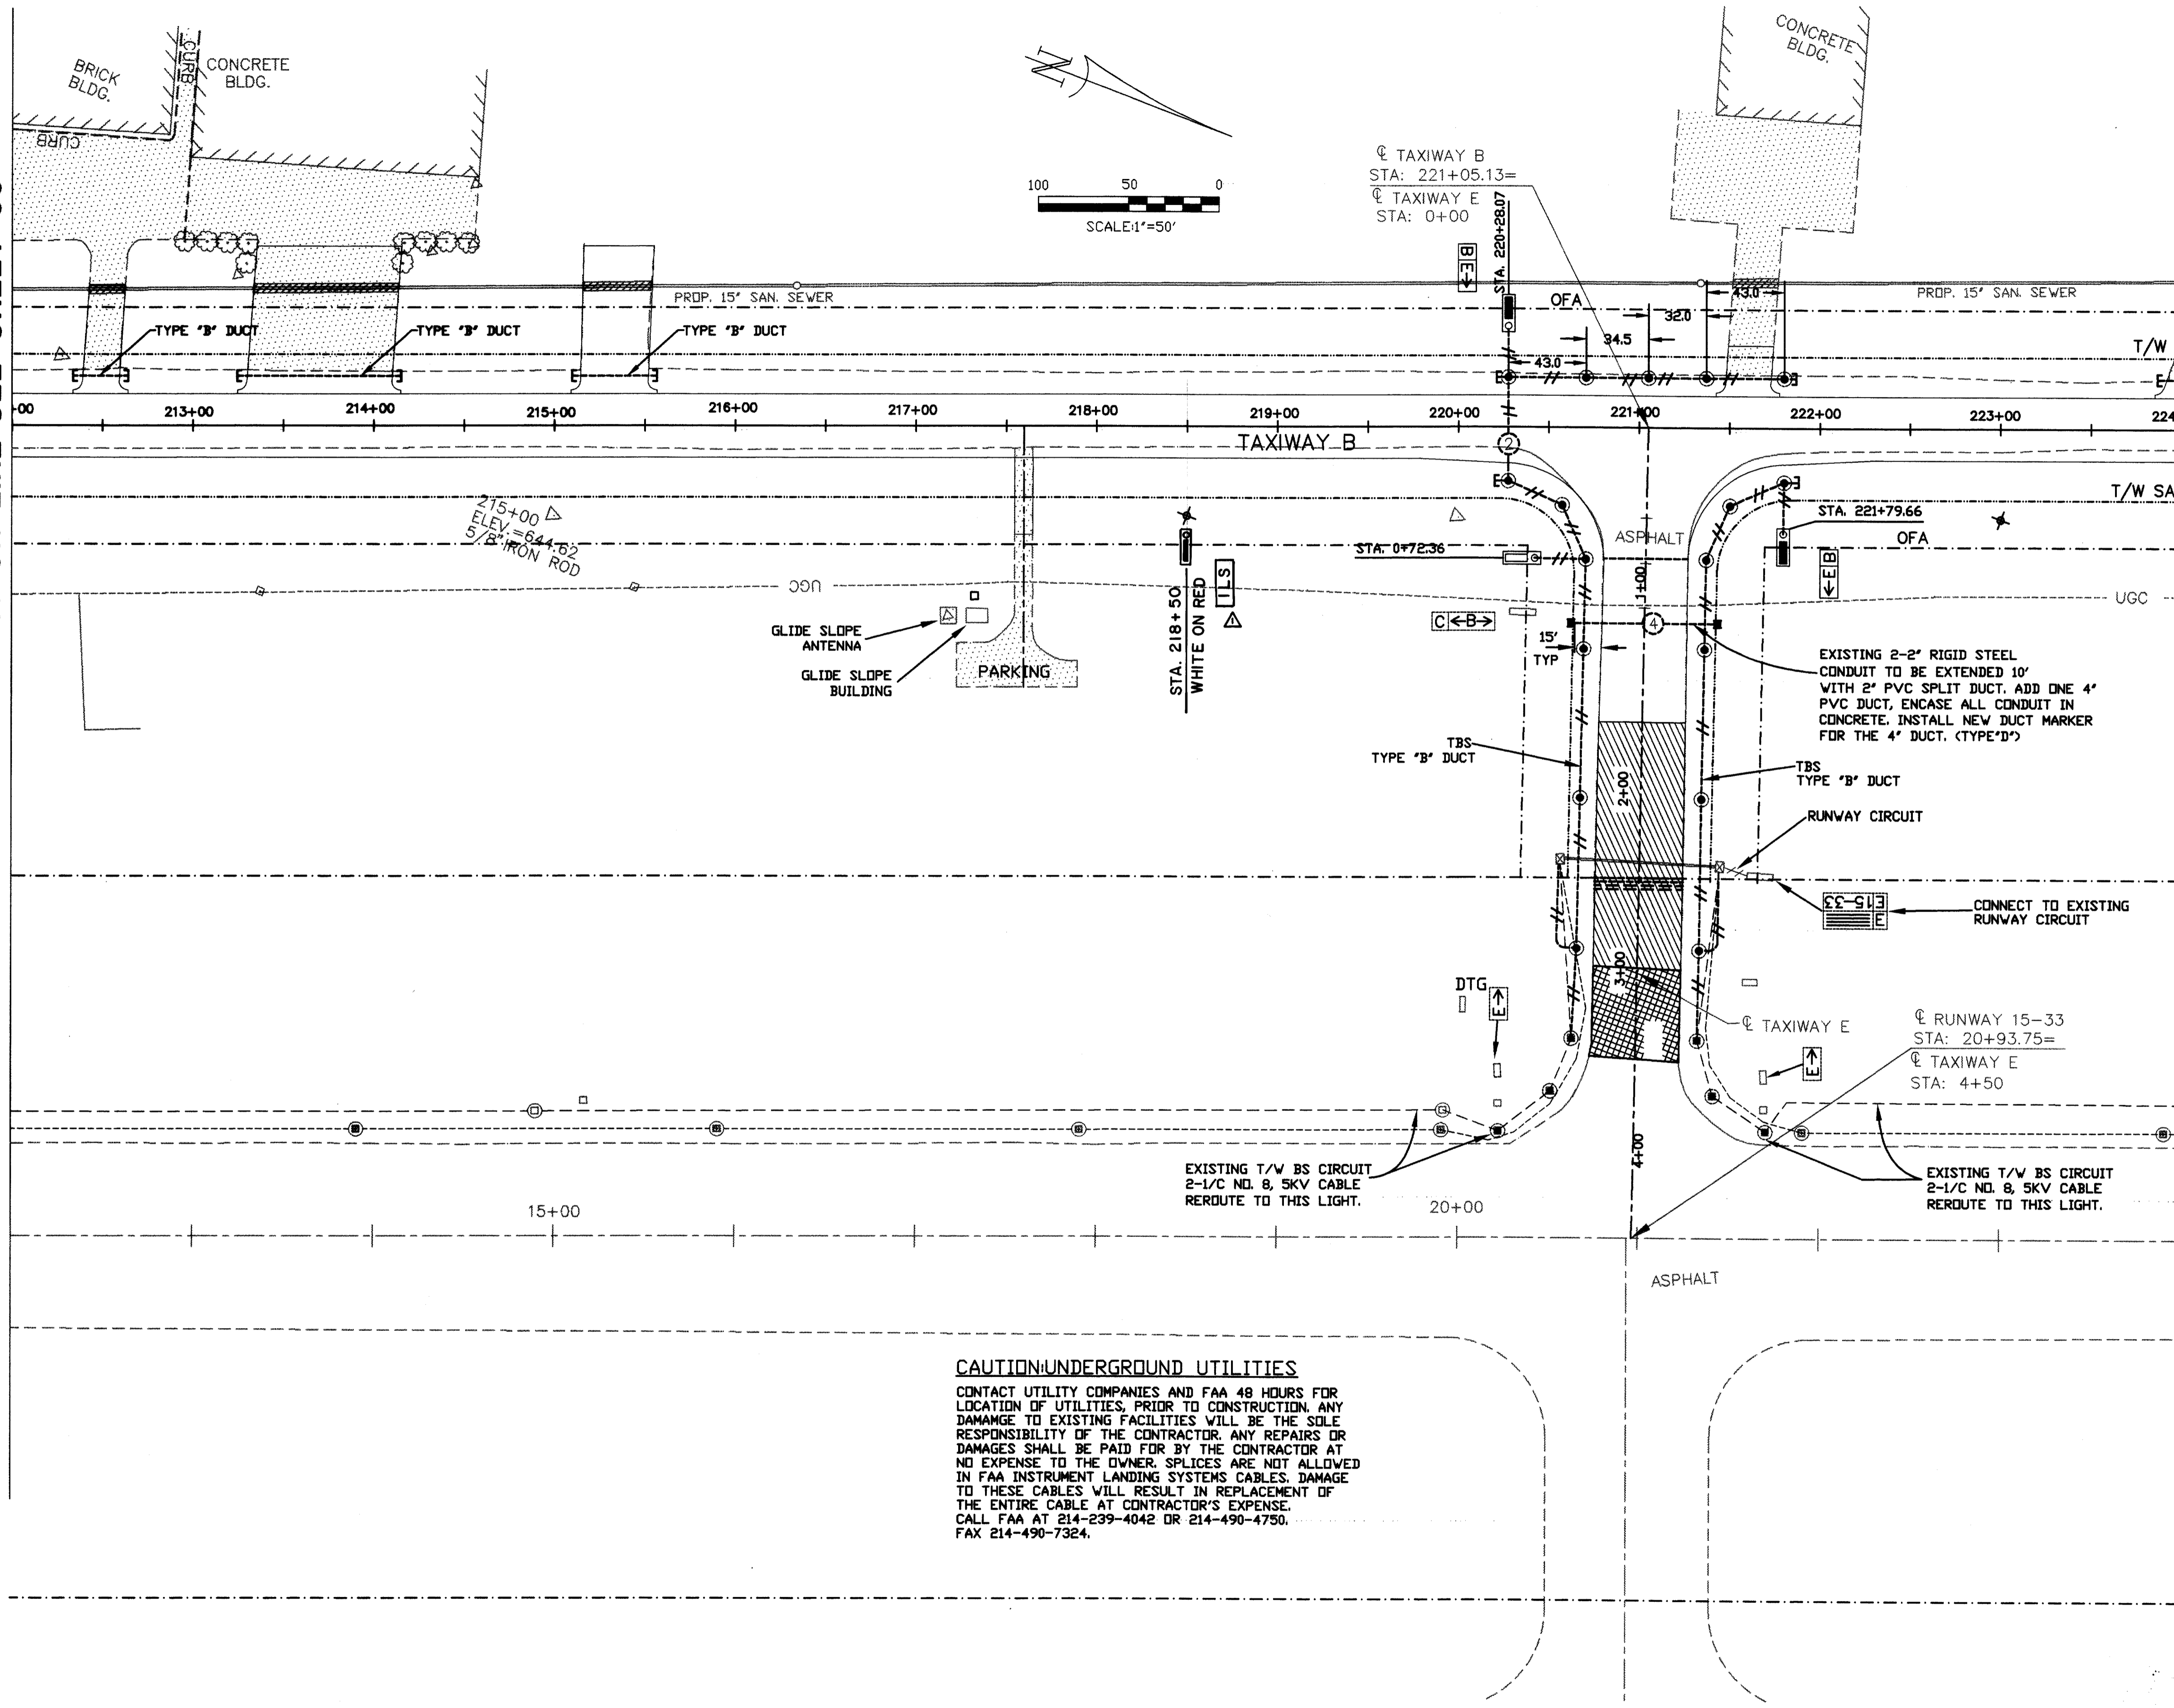 BRICK
BLDG.
CURB
CURB
CONCRETE
BLDG.
N
100 50 0
SCALE:1"=50'
℄ TAXIWAY B
STA: 221+05.13=
℄ TAXIWAY E
STA: 0+00
CONCRETE
BLDG.
B E→
STA. 220+28.07
OFA
43.0
32.0
34.5
43.0
PROP. 15" SAN. SEWER
PROP. 15" SAN. SEWER
TYPE "B" DUCT
TYPE "B" DUCT
TYPE "B" DUCT
T/W
+00 213+00 214+00 215+00 216+00 217+00 218+00 219+00 220+00 221+00 222+00 223+00 224
TAXIWAY B
2
T/W SA
215+00
ELEV.=644.62
5/8" IRON ROD
UGC
UGC
GLIDE SLOPE
ANTENNA
GLIDE SLOPE
BUILDING
PARKING
STA. 218+50
WHITE ON RED
ILS
1
STA. 0+72.36
ASPHALT
STA. 221+79.66
OFA
←E B
C ←B→
1+00
4
15'
TYP
EXISTING 2-2" RIGID STEEL
CONDUIT TO BE EXTENDED 10'
WITH 2" PVC SPLIT DUCT. ADD ONE 4"
PVC DUCT, ENCASE ALL CONDUIT IN
CONCRETE. INSTALL NEW DUCT MARKER
FOR THE 4" DUCT. (TYPE"D")
TBS
TYPE "B" DUCT
TBS
TYPE "B" DUCT
2+00
RUNWAY CIRCUIT
E 15-33
E
CONNECT TO EXISTING
RUNWAY CIRCUIT
3+00
DTG
E→
℄ TAXIWAY E
E→
℄ RUNWAY 15-33
STA: 20+93.75=
℄ TAXIWAY E
STA: 4+50
4+00
EXISTING T/W BS CIRCUIT
2-1/C NO. 8, 5KV CABLE
REROUTE TO THIS LIGHT.
EXISTING T/W BS CIRCUIT
2-1/C NO. 8, 5KV CABLE
REROUTE TO THIS LIGHT.
15+00
20+00
ASPHALT
CAUTION:UNDERGROUND UTILITIES
CONTACT UTILITY COMPANIES AND FAA 48 HOURS FOR
LOCATION OF UTILITIES, PRIOR TO CONSTRUCTION. ANY
DAMAMGE TO EXISTING FACILITIES WILL BE THE SOLE
RESPONSIBILITY OF THE CONTRACTOR. ANY REPAIRS OR
DAMAGES SHALL BE PAID FOR BY THE CONTRACTOR AT
NO EXPENSE TO THE OWNER. SPLICES ARE NOT ALLOWED
IN FAA INSTRUMENT LANDING SYSTEMS CABLES. DAMAGE
TO THESE CABLES WILL RESULT IN REPLACEMENT OF
THE ENTIRE CABLE AT CONTRACTOR'S EXPENSE.
CALL FAA AT 214-239-4042 OR 214-490-4750.
FAX 214-490-7324.